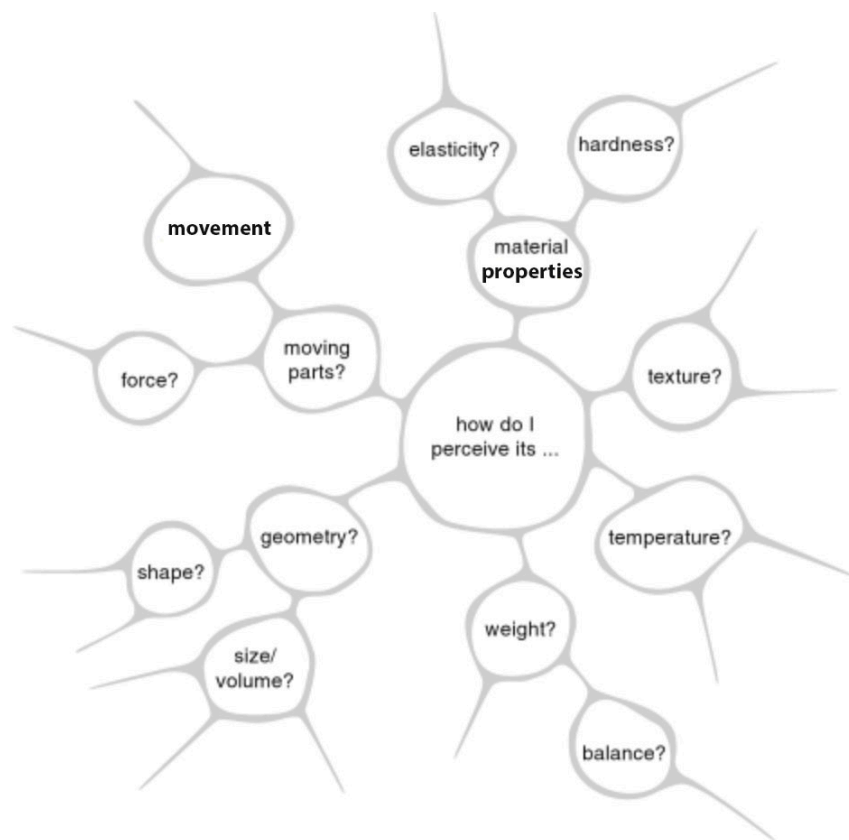 elasticity?
hardness?
movement
material
properties
moving
parts?
force?
texture?
how do I
perceive its ...
geometry?
shape?
temperature?
weight?
size/
volume?
balance?